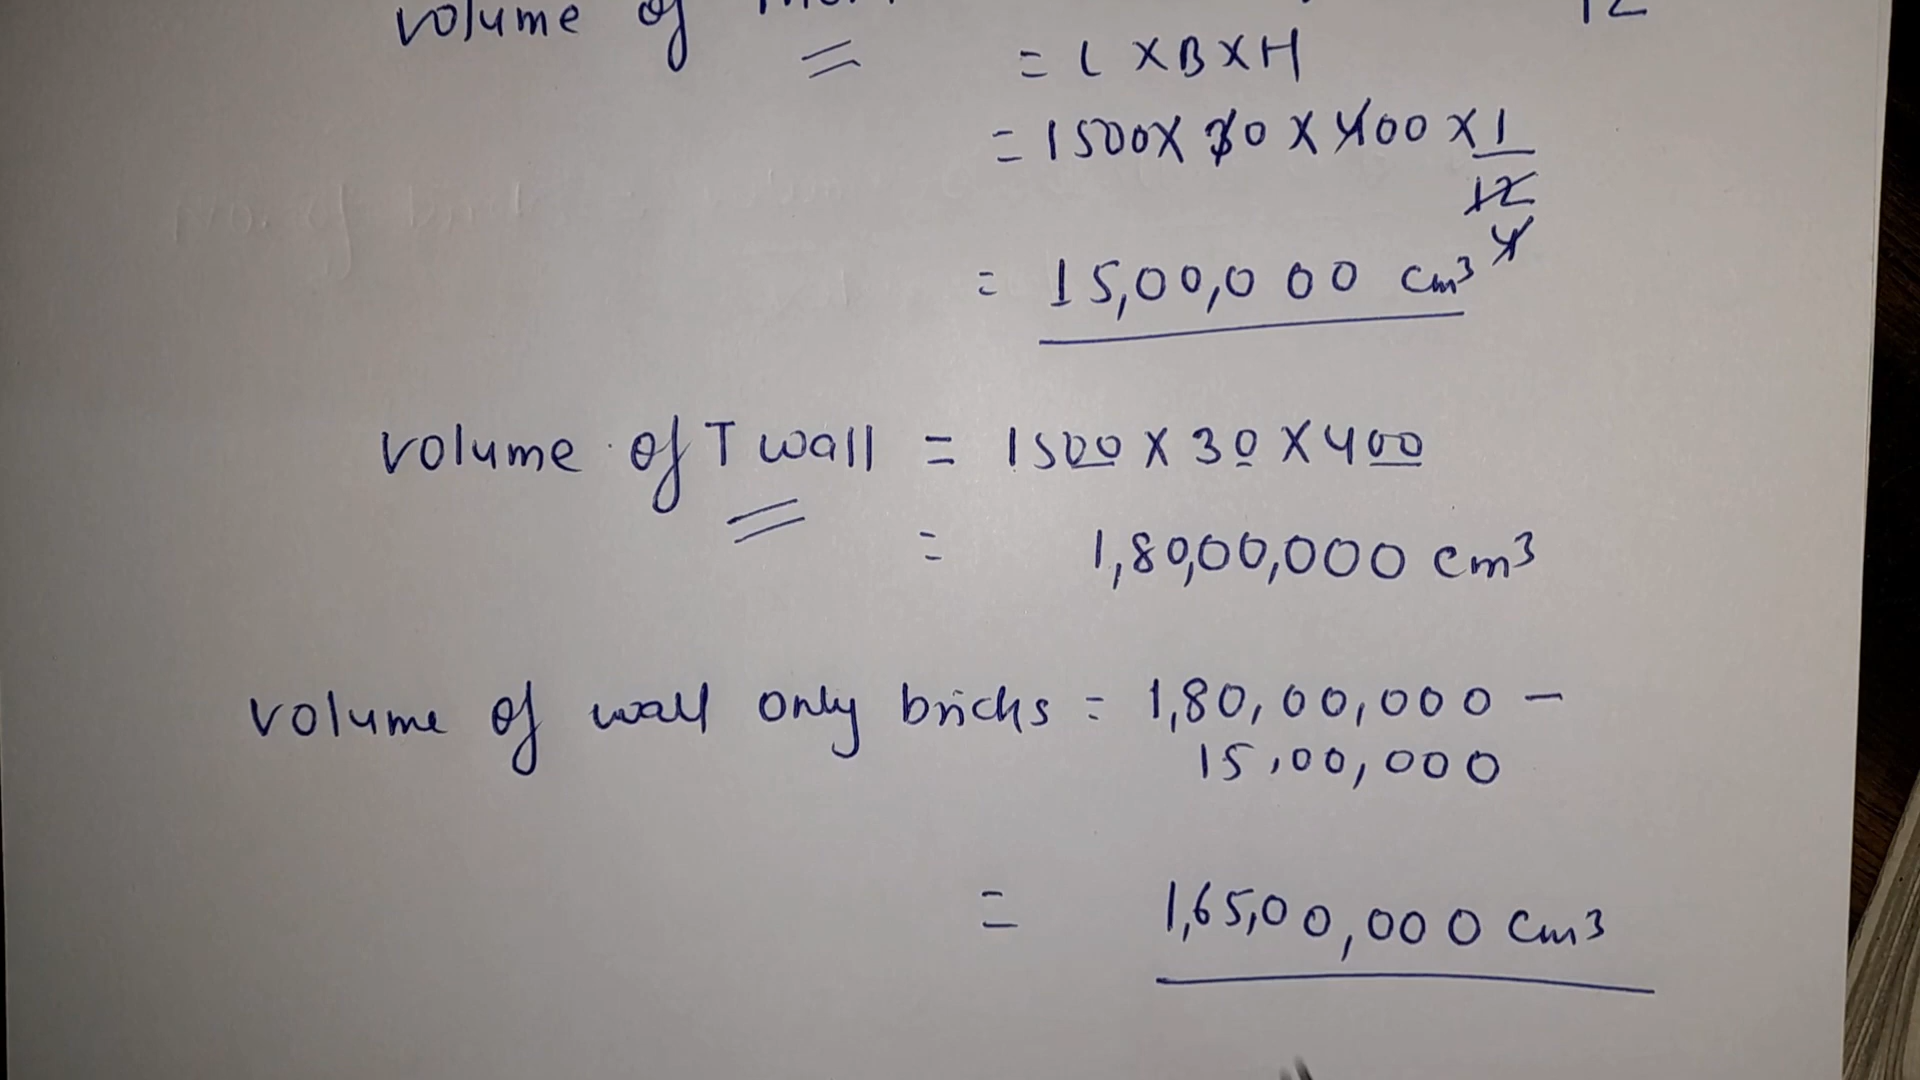 volume of
12
= L X B X H
= 1500 X 30 X 400 X 1
12
4
= 15,00,000 cm3
volume of T wall = 1500 X 30 X 400
= 1,80,00,000 cm3
volume of wall only bricks = 1,80,00,000 -
15,00,000
= 1,65,00,000 cm3